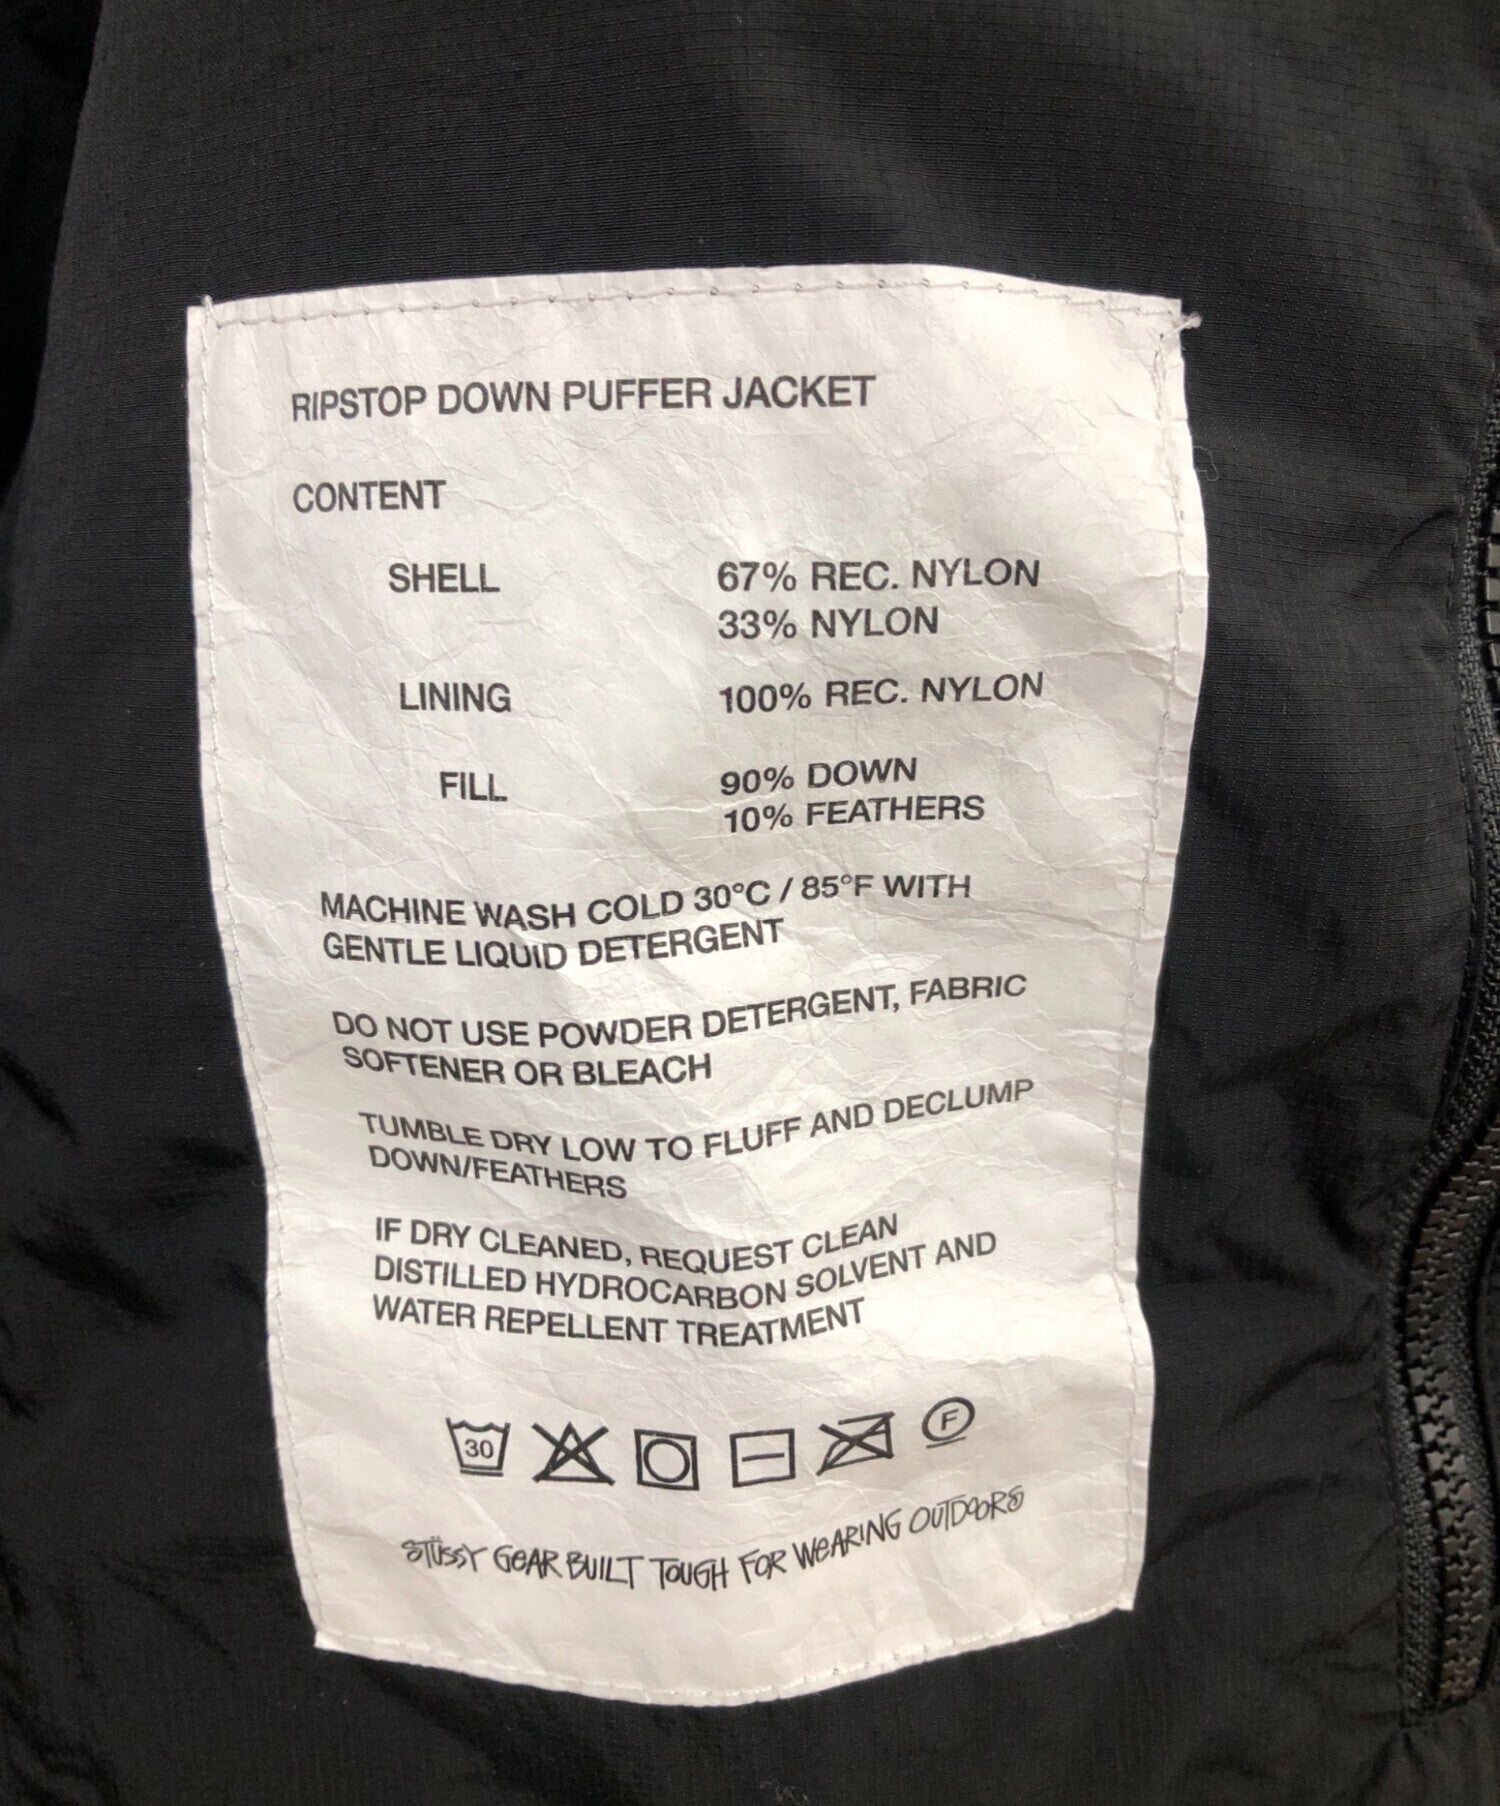 RIPSTOP DOWN PUFFER JACKET
CONTENT
SHELL 67% REC. NYLON
33% NYLON
LINING 100% REC. NYLON
FILL 90% DOWN
10% FEATHERS
MACHINE WASH COLD 30°C / 85°F WITH
GENTLE LIQUID DETERGENT
DO NOT USE POWDER DETERGENT, FABRIC
SOFTENER OR BLEACH
TUMBLE DRY LOW TO FLUFF AND DECLUMP
DOWN/FEATHERS
IF DRY CLEANED, REQUEST CLEAN
DISTILLED HYDROCARBON SOLVENT AND
WATER REPELLENT TREATMENT
30 F
STÜSSY GEAR BUILT TOUGH FOR WEARING OUTDOORS